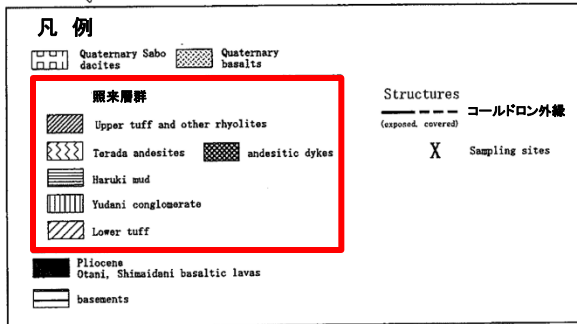 凡 例
Quaternary Sabo
dacites
Quaternary
basalts
照来層群
Upper tuff and other rhyolites
Terada andesites
andesitic dykes
Haruki mud
Yudani conglomerate
Lower tuff
Pliocene
Otani, Shimaidani basaltic lavas
basements
Structures
コールドロン外縁
(exposed, covered)
X Sampling sites